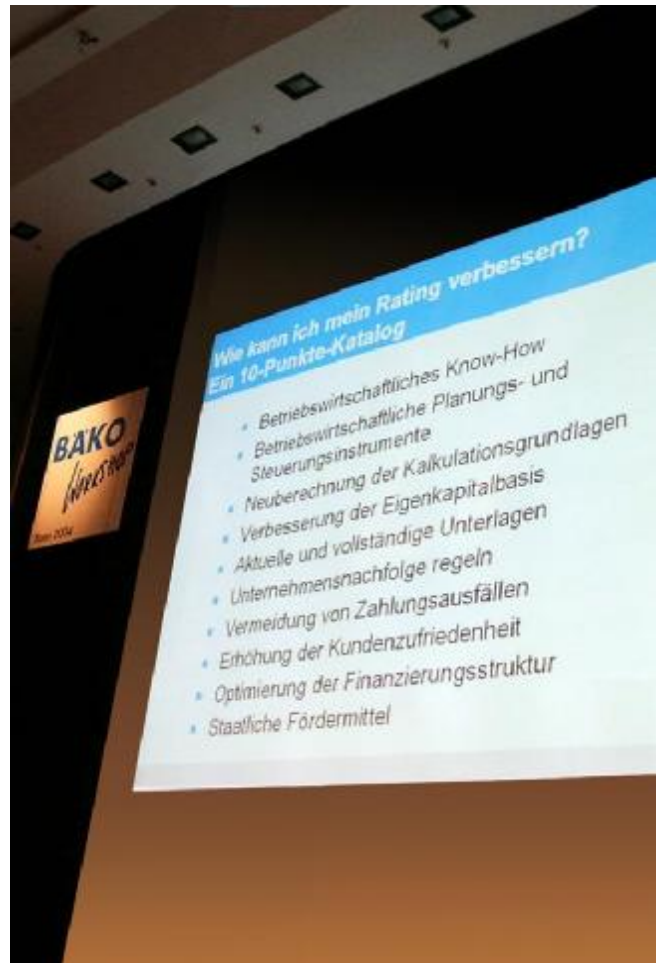 Wie kann ich mein Rating verbessern?
Ein 10-Punkte-Katalog
Betriebswirtschaftliches Know-How
Betriebswirtschaftliche Planungs- und
Steuerungsinstrumente
Neuberechnung der Kalkulationsgrundlagen
Verbesserung der Eigenkapitalbasis
Aktuelle und vollständige Unterlagen
Unternehmensnachfolge regeln
Vermeidung von Zahlungsausfällen
Erhöhung der Kundenzufriedenheit
Optimierung der Finanzierungsstruktur
Staatliche Fördermittel
BÄKO
2004